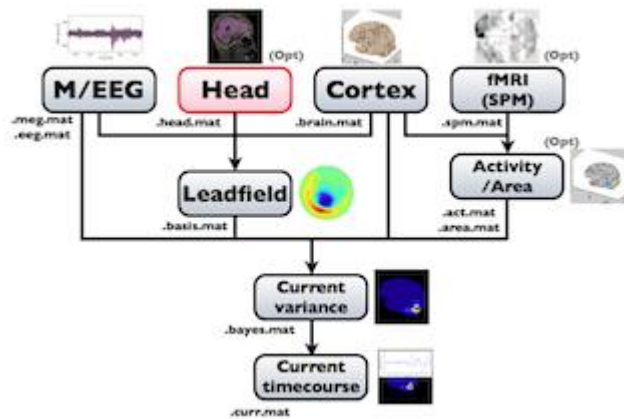 (Opt)
(Opt)
M/EEG
Head
Cortex
fMRI
(SPM)
.meg.mat
.eeg.mat
.head.mat
.brain.mat
.spm.mat
(Opt)
Leadfield
Activity
/Area
.basis.mat
.act.mat
.area.mat
Current
variance
.bayes.mat
Current
timecourse
.curr.mat